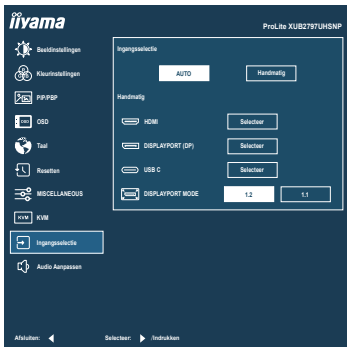 iiyama
ProLite XUB2797UHSNP
Beeldinstellingen
Kleurinstellingen
PIP/PBP
OSD OSD
Taal
Resetten
MISCELLANEOUS
KVM KVM
Ingangsselectie
Audio Aanpassen
Ingangsselectie
AUTO Handmatig
Handmatig
HDMI Selecteer
DISPLAYPORT (DP) Selecteer
USB C Selecteer
DISPLAYPORT MODE 1.2 1.1
Afsluiten: Selecteer: /Indrukken